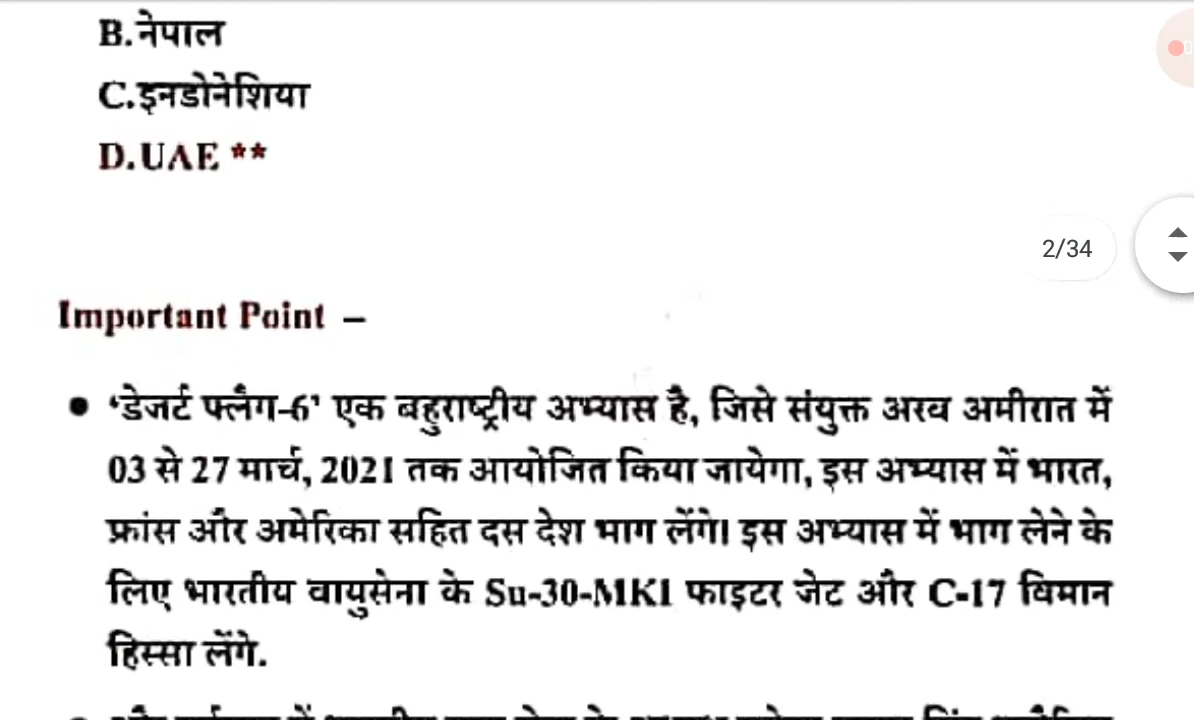 B.नेपाल
C.इनडोनेशिया
D.UAE **
2/34
Important Point –
● 'डेजर्ट फ्लैग-6' एक बहुराष्ट्रीय अभ्यास है, जिसे संयुक्त अरब अमीरात में
03 से 27 मार्च, 2021 तक आयोजित किया जायेगा, इस अभ्यास में भारत,
फ्रांस और अमेरिका सहित दस देश भाग लेंगे। इस अभ्यास में भाग लेने के
लिए भारतीय वायुसेना के Su-30-MKI फाइटर जेट और C-17 विमान
हिस्सा लेंगे.